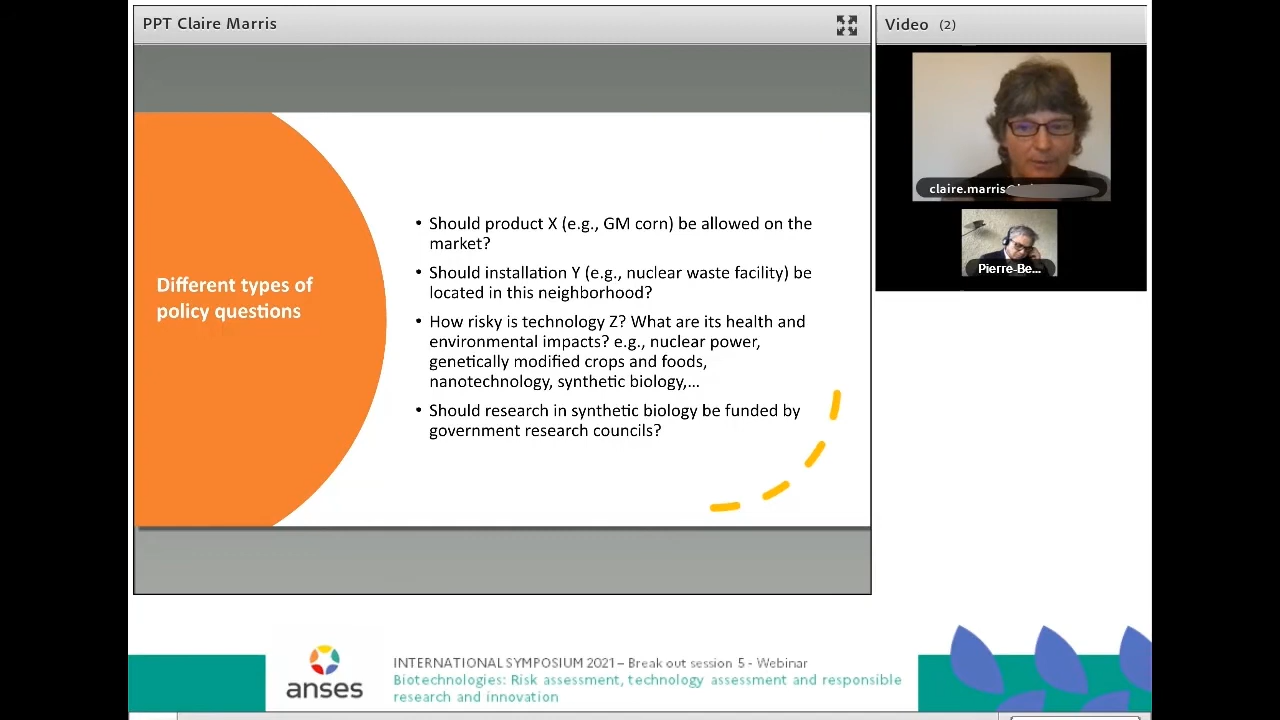 PPT Claire Marris
Video (2)
claire.marris@
Pierre-Be...
Different types of
policy questions
• Should product X (e.g., GM corn) be allowed on the
market?
• Should installation Y (e.g., nuclear waste facility) be
located in this neighborhood?
• How risky is technology Z? What are its health and
environmental impacts? e.g., nuclear power,
genetically modified crops and foods,
nanotechnology, synthetic biology,...
• Should research in synthetic biology be funded by
government research councils?
anses
INTERNATIONAL SYMPOSIUM 2021 – Break out session 5 - Webinar
Biotechnologies: Risk assessment, technology assessment and responsible
research and innovation